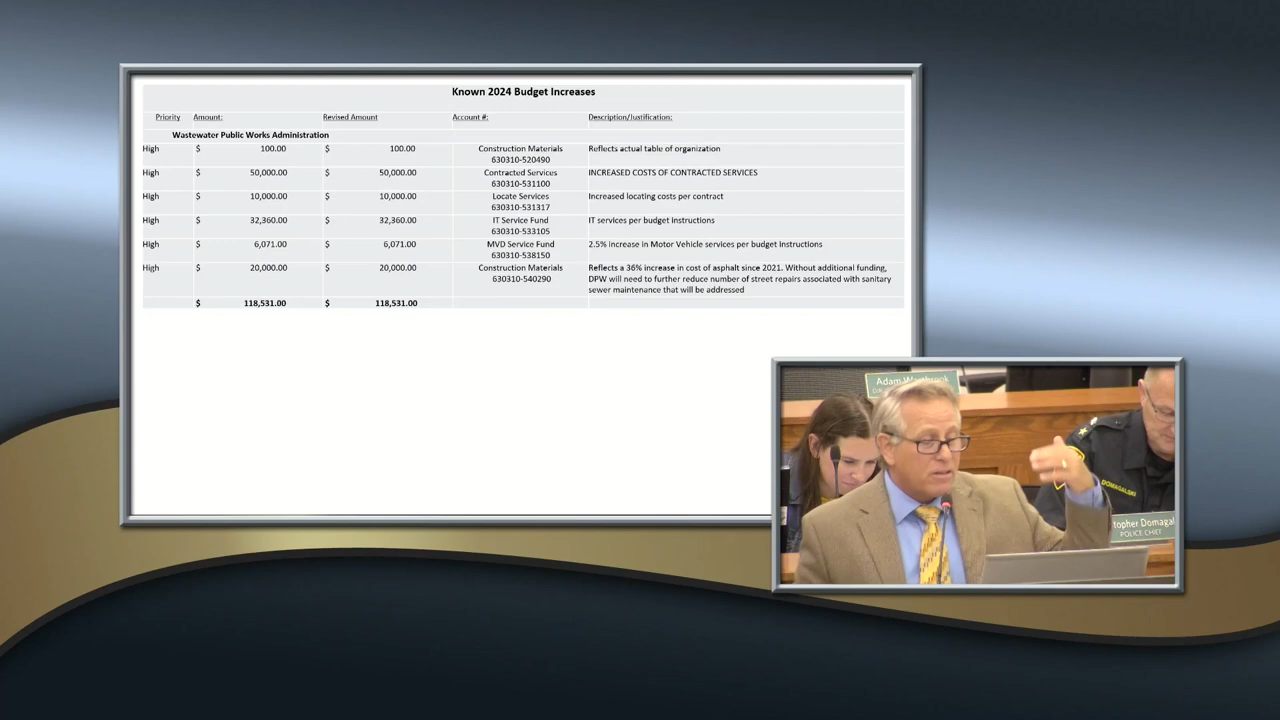 Known 2024 Budget Increases
Priority Amount: Revised Amount Account #: Description/Justification:
Wastewater Public Works Administration
High $ 100.00 $ 100.00 Construction Materials Reflects actual table of organization
630310-520490
High $ 50,000.00 $ 50,000.00 Contracted Services INCREASED COSTS OF CONTRACTED SERVICES
630310-531100
High $ 10,000.00 $ 10,000.00 Locate Services Increased locating costs per contract
630310-531317
High $ 32,360.00 $ 32,360.00 IT Service Fund IT services per budget instructions
630310-533105
High $ 6,071.00 $ 6,071.00 MVD Service Fund 2.5% increase in Motor Vehicle services per budget instructions
630310-538150
High $ 20,000.00 $ 20,000.00 Construction Materials Reflects a 36% increase in cost of asphalt since 2021. Without additional funding,
630310-540290 DPW will need to further reduce number of street repairs associated with sanitary
sewer maintenance that will be addressed
$ 118,531.00 $ 118,531.00
Adam Westbrook
DOMAGALSKI
topher Domagal
POLICE CHIEF